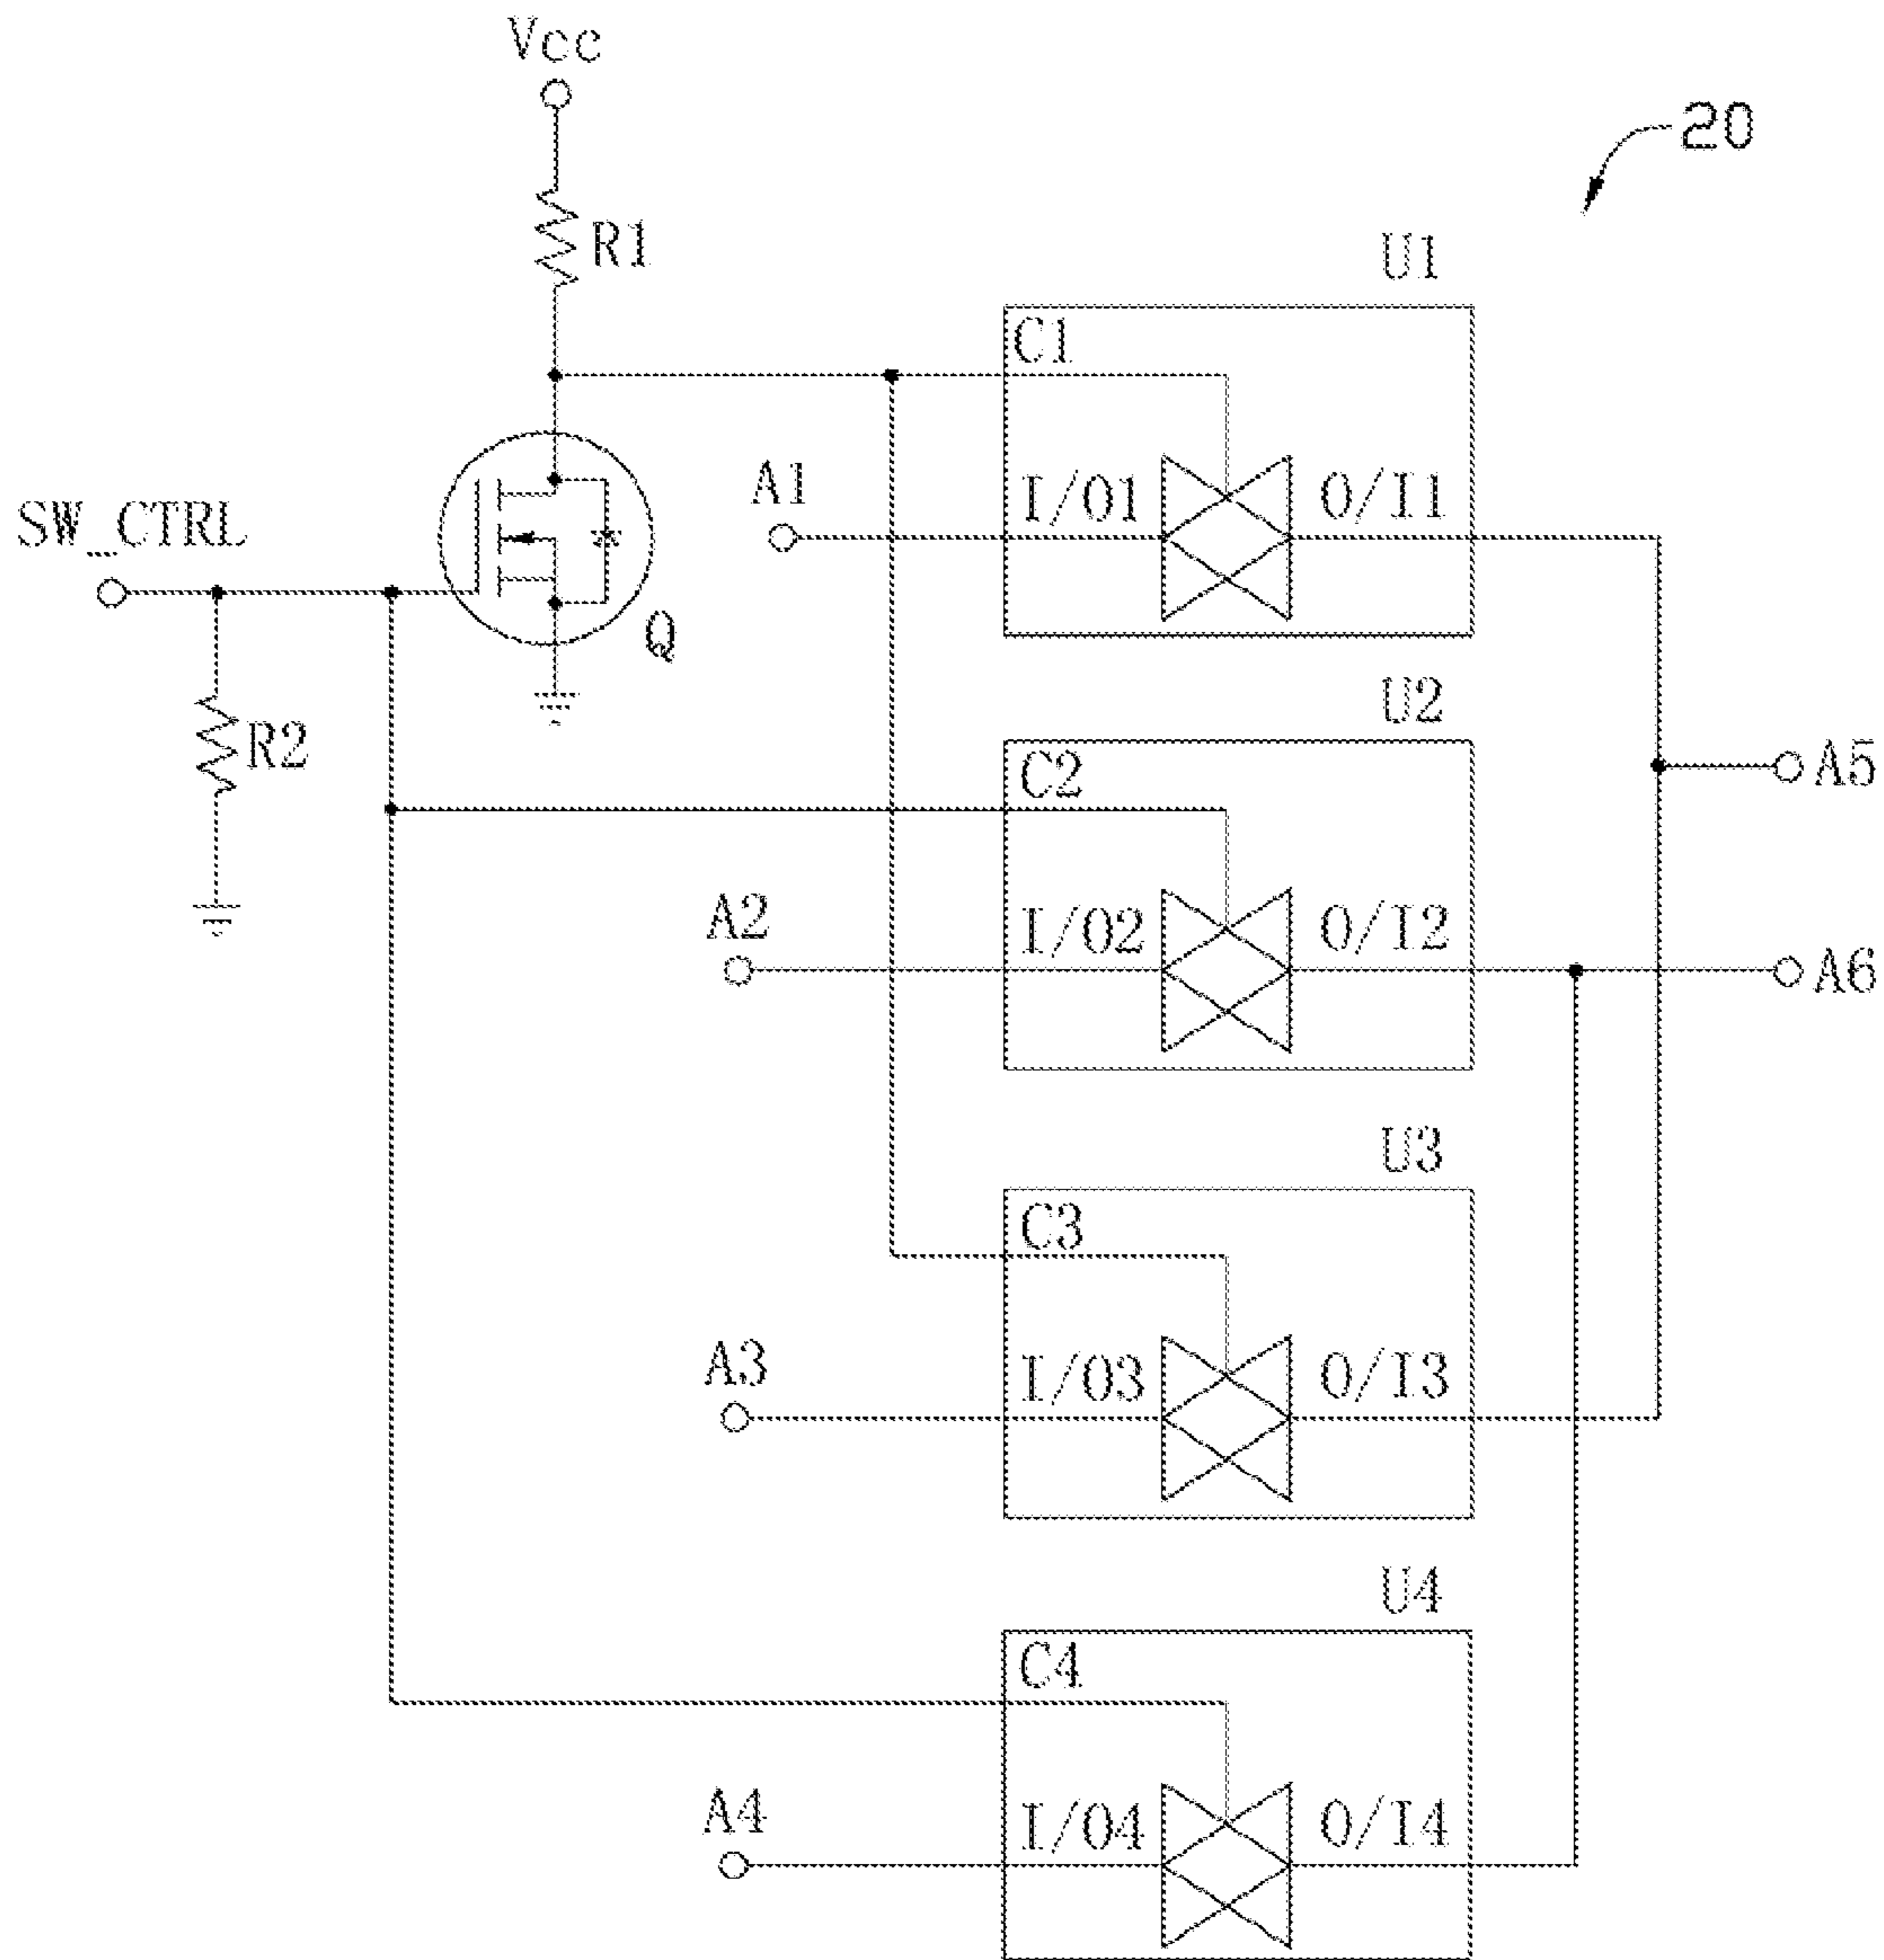 Vcc
20
R1
U1
C1
A1
I/O1
O/I1
SW_CTRL
Q
U2
R2
C2
A5
A2
I/O2
O/I2
A6
U3
C3
A3
I/O3
O/I3
U4
C4
A4
I/O4
O/I4